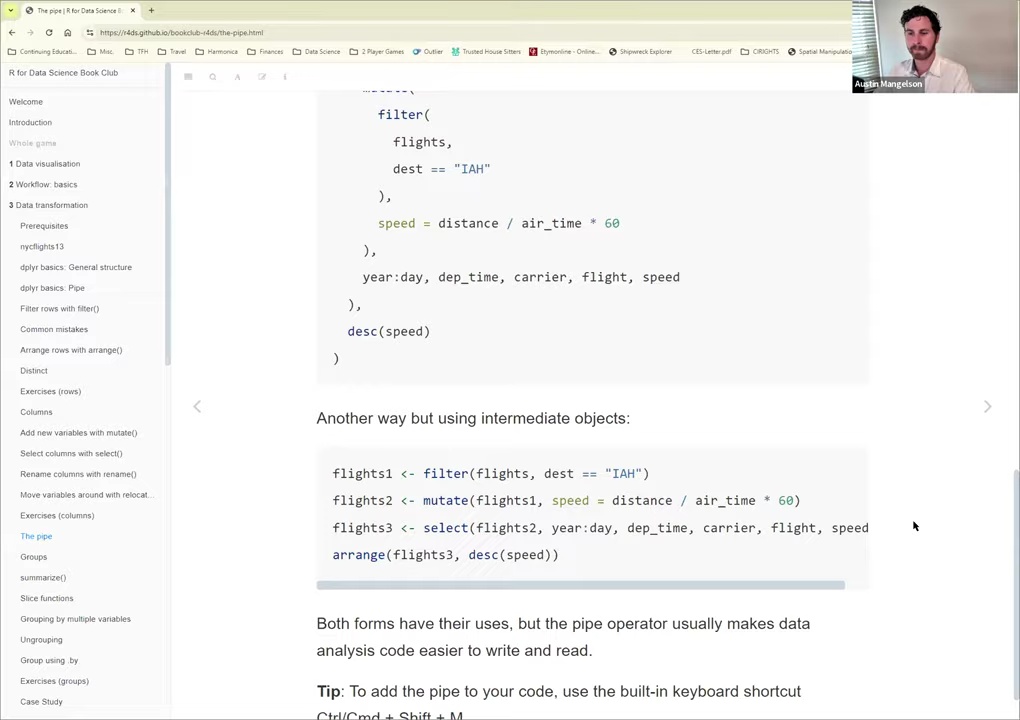 The pipe | R for Data Science B
https://r4ds.github.io/bookclub-r4ds/the-pipe.html
Continuing Educati...
Misc.
TFH
Travel
Harmonica
Finances
Data Science
2 Player Games
Outlier
Trusted House Sitters
Etymonline - Online...
Shipwreck Explorer
CES-Letter.pdf
CIRIGHTS
Spatial Manipulatio
Austin Mangelson
R for Data Science Book Club
Welcome
Introduction
Whole game
1 Data visualisation
2 Workflow: basics
3 Data transformation
Prerequisites
nycflights13
dplyr basics: General structure
dplyr basics: Pipe
Filter rows with filter()
Common mistakes
Arrange rows with arrange()
Distinct
Exercises (rows)
Columns
Add new variables with mutate()
Select columns with select()
Rename columns with rename()
Move variables around with relocat...
Exercises (columns)
The pipe
Groups
summarize()
Slice functions
Grouping by multiple variables
Ungrouping
Group using .by
Exercises (groups)
Case Study
mutate(
filter(
flights,
dest == "IAH"
),
speed = distance / air_time * 60
),
year:day, dep_time, carrier, flight, speed
),
desc(speed)
)
Another way but using intermediate objects:
flights1 <- filter(flights, dest == "IAH")
flights2 <- mutate(flights1, speed = distance / air_time * 60)
flights3 <- select(flights2, year:day, dep_time, carrier, flight, speed
arrange(flights3, desc(speed))
Both forms have their uses, but the pipe operator usually makes data
analysis code easier to write and read.
Tip: To add the pipe to your code, use the built-in keyboard shortcut
Ctrl/Cmd + Shift + M